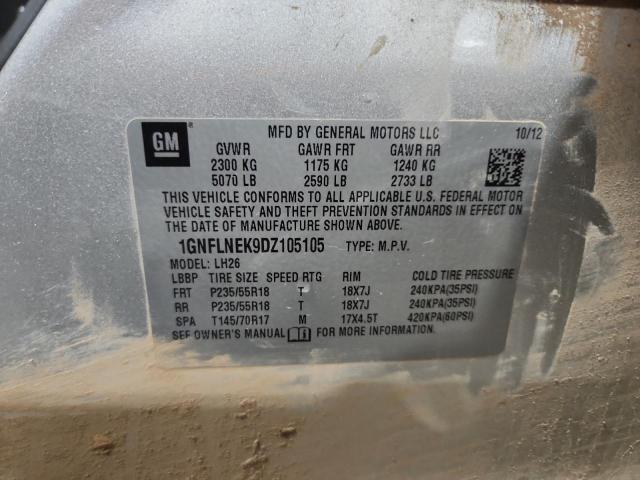 GM
MFD BY GENERAL MOTORS LLC 10/12
GVWR GAWR FRT GAWR RR
2300 KG 1175 KG 1240 KG
5070 LB 2590 LB 2733 LB
THIS VEHICLE CONFORMS TO ALL APPLICABLE U.S. FEDERAL MOTOR
VEHICLE SAFETY AND THEFT PREVENTION STANDARDS IN EFFECT ON
THE DATE OF MANUFACTURE SHOWN ABOVE.
1GNFLNEK9DZ105105 TYPE: M.P.V.
MODEL: LH26
LBBP TIRE SIZE SPEED RTG RIM COLD TIRE PRESSURE
FRT P235/55R18 T 18X7J 240KPA(35PSI)
RR P235/55R18 T 18X7J 240KPA(35PSI)
SPA T145/70R17 M 17X4.5T 420KPA(60PSI)
SEE OWNER'S MANUAL FOR MORE INFORMATION.